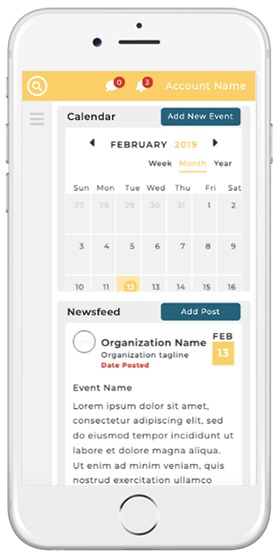 0 3 Account Name
Calendar Add New Event
FEBRUARY 2019
Week Month Year
Sun Mon Tue Wed Thu Fri Sat
27 28 29 30 31 1 2
3 4 5 6 7 8 9
10 11 12 13 14 15 16
Newsfeed Add Post
Organization Name FEB
Organization tagline 13
Date Posted
Event Name
Lorem ipsum dolor sit amet,
consectetur adipiscing elit, sed
do eiusmod tempor incididunt ut
labore et dolore magna aliqua.
Ut enim ad minim veniam, quis
nostrud exercitation ullamco